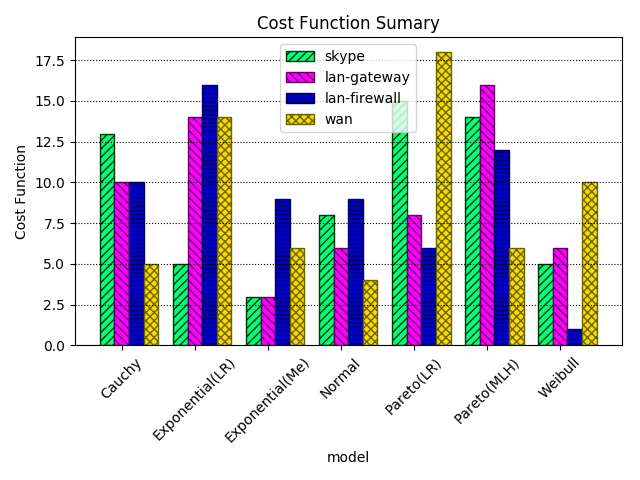 Cost Function Sumary
skype
lan-gateway
lan-firewall
wan
Cost Function
17.5
15.0
12.5
10.0
7.5
5.0
2.5
0.0
Cauchy
Exponential(LR)
Exponential(Me)
Normal
Pareto(LR)
Pareto(MLH)
Weibull
model